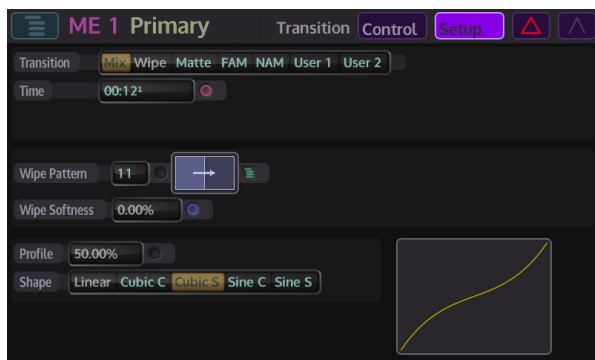 ME 1 Primary Transition Control Setup
Transition Mix Wipe Matte FAM NAM User 1 User 2
Time 00:12¹
Wipe Pattern 11
Wipe Softness 0.00%
Profile 50.00%
Shape Linear Cubic C Cubic S Sine C Sine S